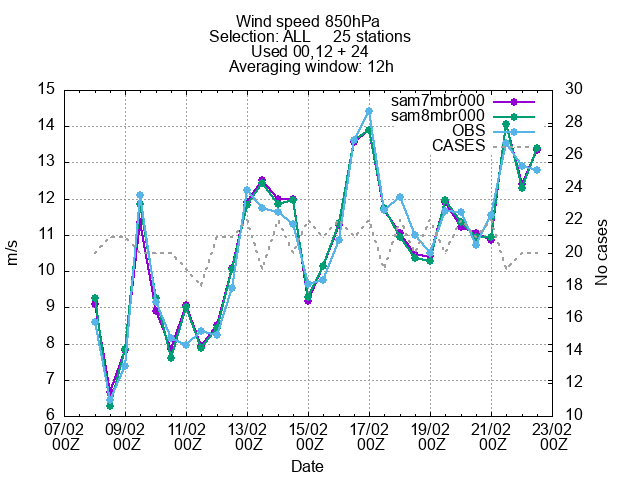 Wind speed 850hPa
Selection: ALL 25 stations
Used 00,12 + 24
Averaging window: 12h
sam7mbr000
sam8mbr000
OBS
CASES
15
14
13
12
11
10
9
8
7
6
30
28
26
24
22
20
18
16
14
12
10
m/s
No cases
07/02 09/02 11/02 13/02 15/02 17/02 19/02 21/02 23/02
00Z 00Z 00Z 00Z 00Z 00Z 00Z 00Z 00Z
Date